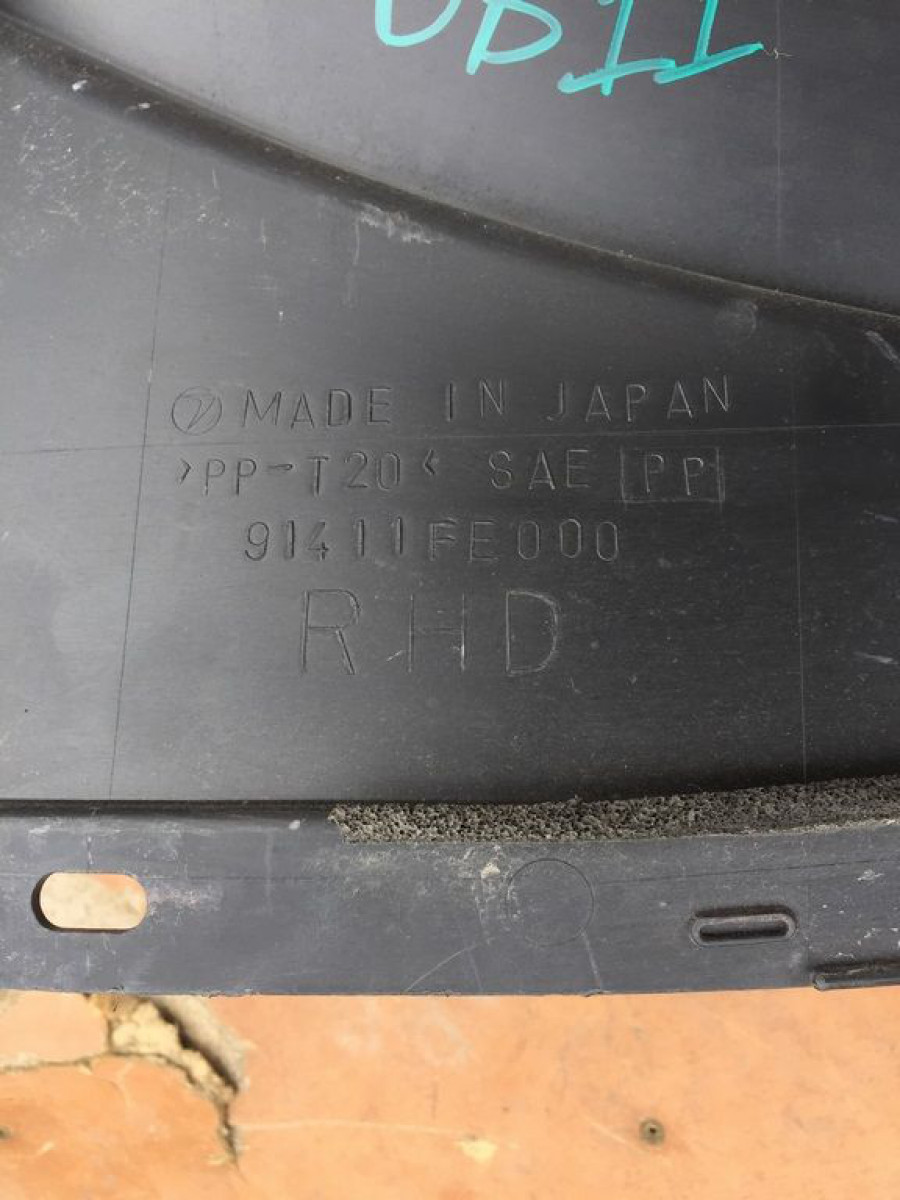 MADE IN JAPAN
>PP-T20< SAE PP
91411FE000
RHD